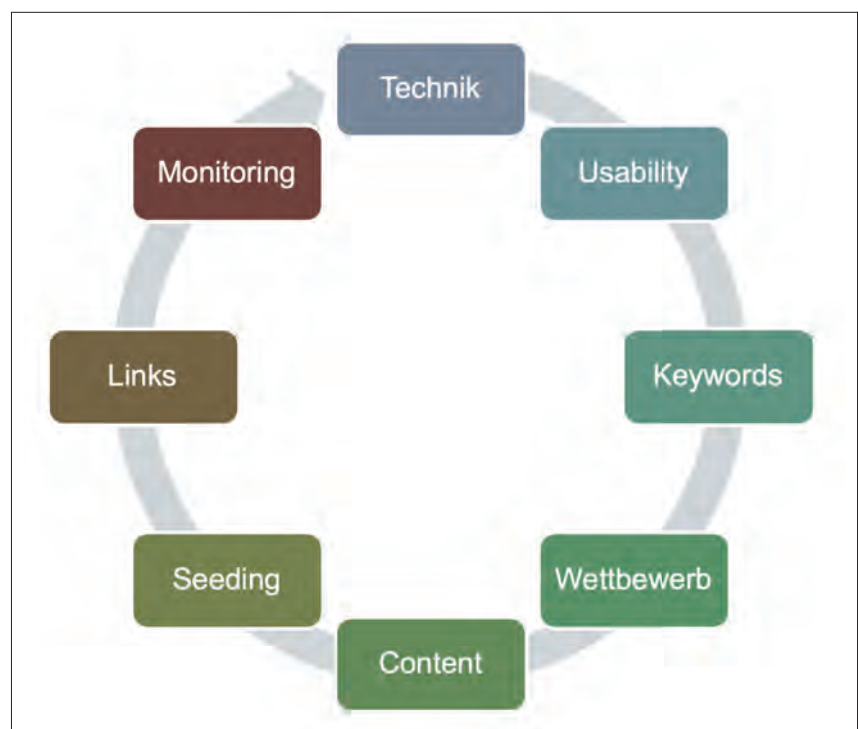 Technik
Usability
Keywords
Wettbewerb
Content
Seeding
Links
Monitoring